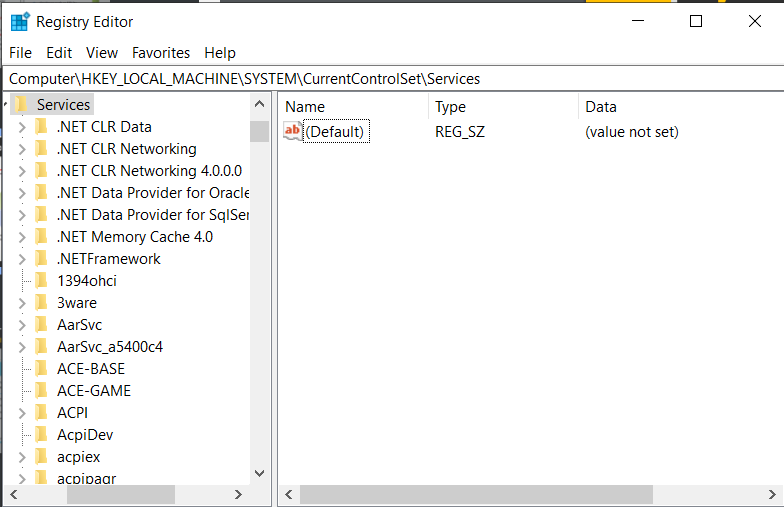 Registry Editor
File Edit View Favorites Help
Computer\HKEY_LOCAL_MACHINE\SYSTEM\CurrentControlSet\Services
Services
.NET CLR Data
.NET CLR Networking
.NET CLR Networking 4.0.0.0
.NET Data Provider for Oracle
.NET Data Provider for SqlSer
.NET Memory Cache 4.0
.NETFramework
1394ohci
3ware
AarSvc
AarSvc_a5400c4
ACE-BASE
ACE-GAME
ACPI
AcpiDev
acpiex
acpipagr
Name Type Data
ab (Default) REG_SZ (value not set)